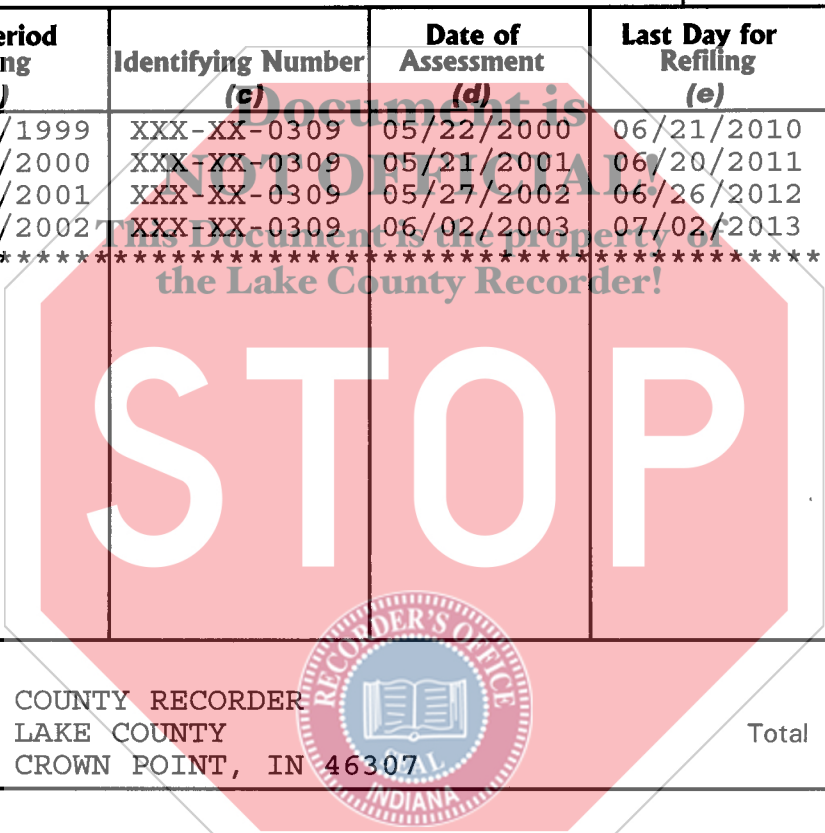 eriod Date of Last Day for
ng Identifying Number Assessment Refiling
) (c) (d) (e)
/1999 XXX-XX-0309 05/22/2000 06/21/2010
/2000 XXX-XX-0309 05/21/2001 06/20/2011
/2001 XXX-XX-0309 05/27/2002 06/26/2012
/2002 XXX-XX-0309 06/02/2003 07/02/2013
****************************************
Document is
NOT OFFICIAL!
This Document is the property of
the Lake County Recorder!
STOP
RECORDER'S OFFICE
SEAL
INDIANA
COUNTY RECORDER
LAKE COUNTY Total
CROWN POINT, IN 46307